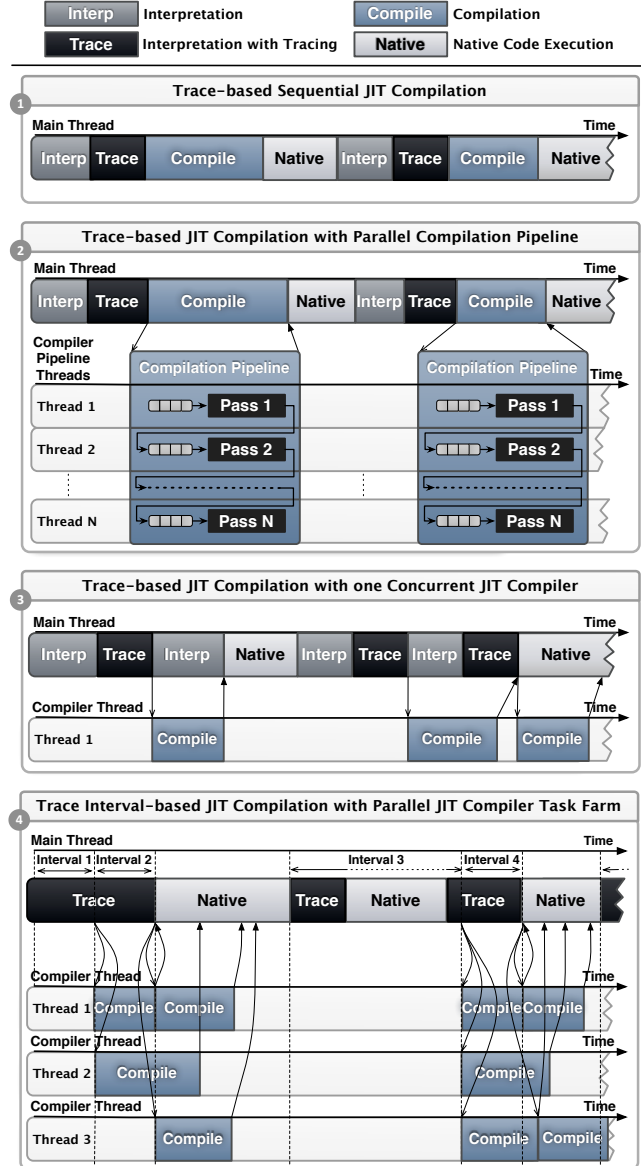 Interp Interpretation Compile Compilation
Trace Interpretation with Tracing Native Native Code Execution
1
Trace-based Sequential JIT Compilation
Main Thread Time
Interp Trace Compile Native Interp Trace Compile Native
2
Trace-based JIT Compilation with Parallel Compilation Pipeline
Main Thread Time
Interp Trace Compile Native Interp Trace Compile Native
Compiler
Pipeline
Threads
Compilation Pipeline Compilation Pipeline
Time
Thread 1 Pass 1 Pass 1
Thread 2 Pass 2 Pass 2
Thread N Pass N Pass N
3
Trace-based JIT Compilation with one Concurrent JIT Compiler
Main Thread Time
Interp Trace Interp Native Interp Trace Interp Trace Native
Compiler Thread Time
Thread 1 Compile Compile Compile
4
Trace Interval-based JIT Compilation with Parallel JIT Compiler Task Farm
Main Thread Time
Interval 1 Interval 2 Interval 3 Interval 4
Trace Native Trace Native Trace Native
Compiler Thread Time
Thread 1 Compile Compile Compile Compile
Compiler Thread Time
Thread 2 Compile Compile
Compiler Thread Time
Thread 3 Compile Compile Compile